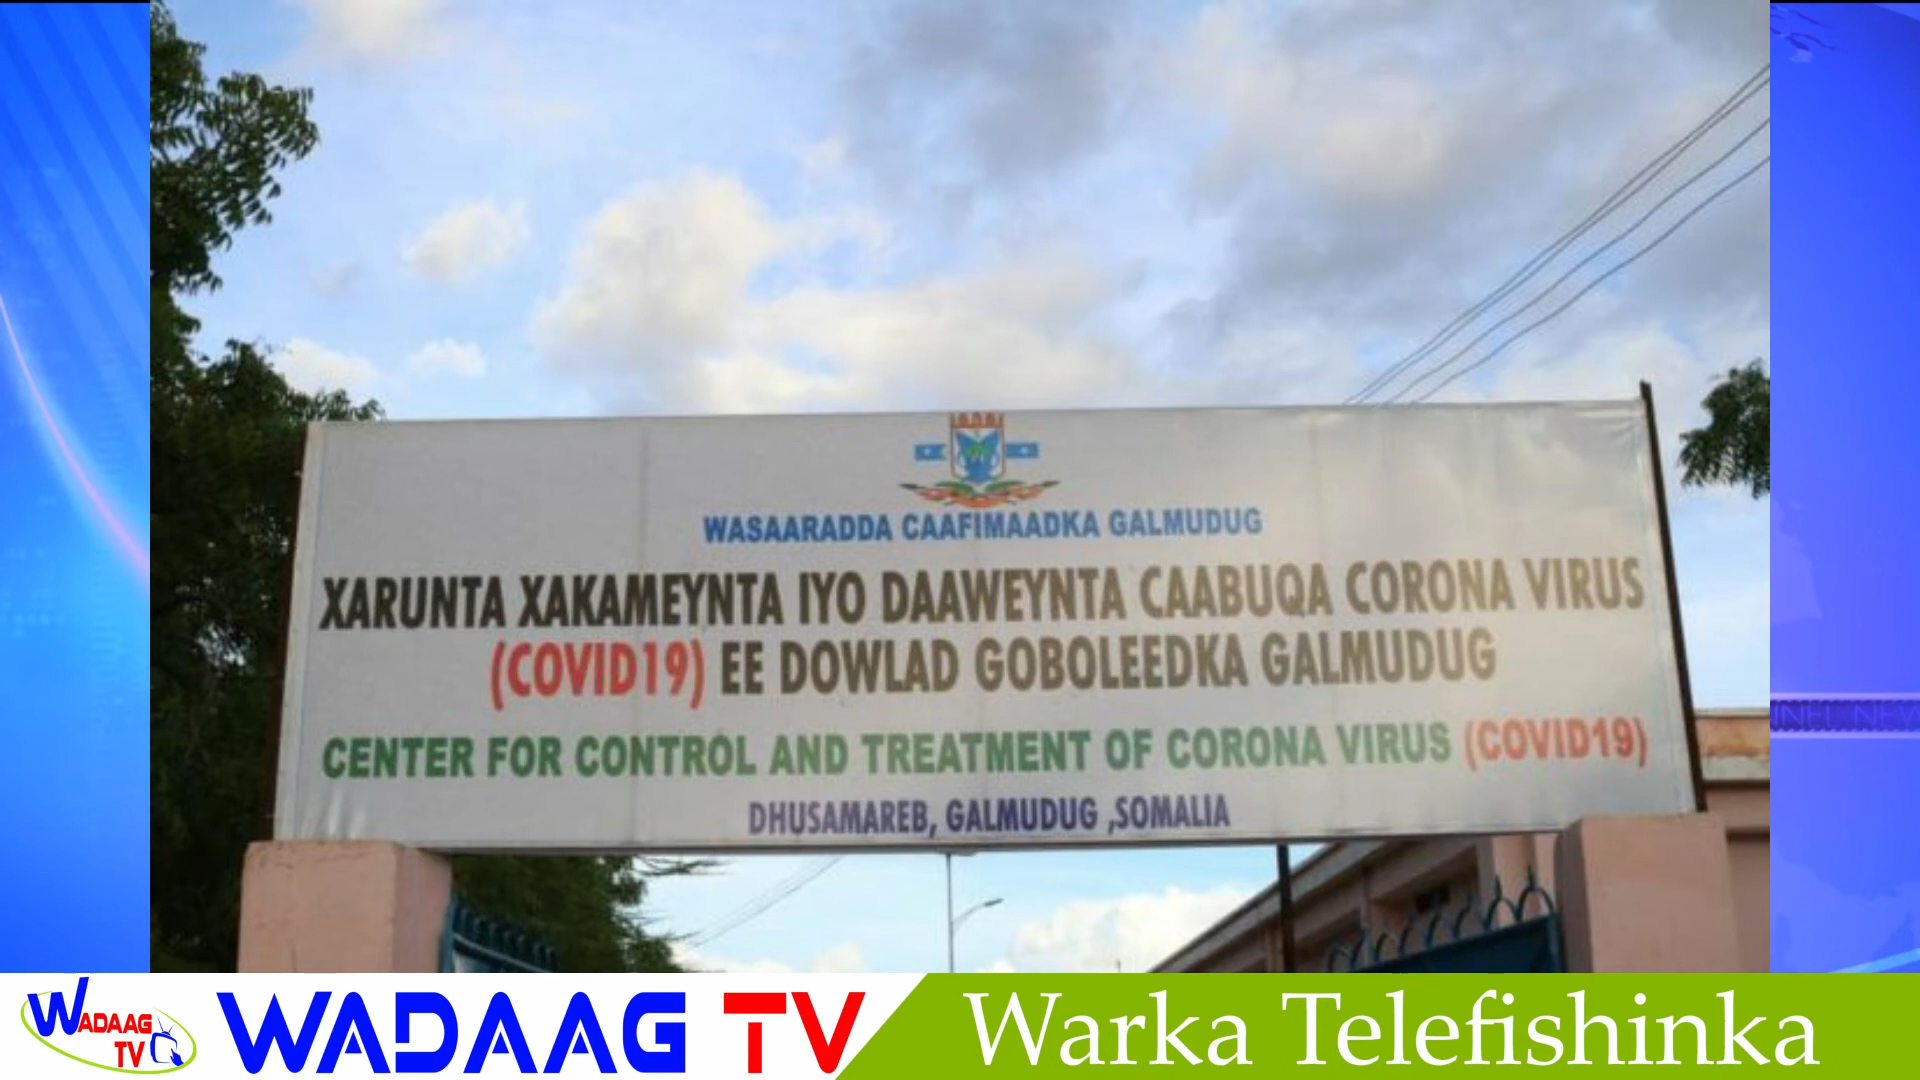 WASAARADDA CAAFIMAADKA GALMUDUG
XARUNTA XAKAMEYNTA IYO DAAWEYNTA CAABUQA CORONA VIRUS
(COVID19) EE DOWLAD GOBOLEEDKA GALMUDUG
CENTER FOR CONTROL AND TREATMENT OF CORONA VIRUS (COVID19)
DHUSAMAREB, GALMUDUG ,SOMALIA
WADAAG
TV
WADAAG TV
Warka Telefishinka